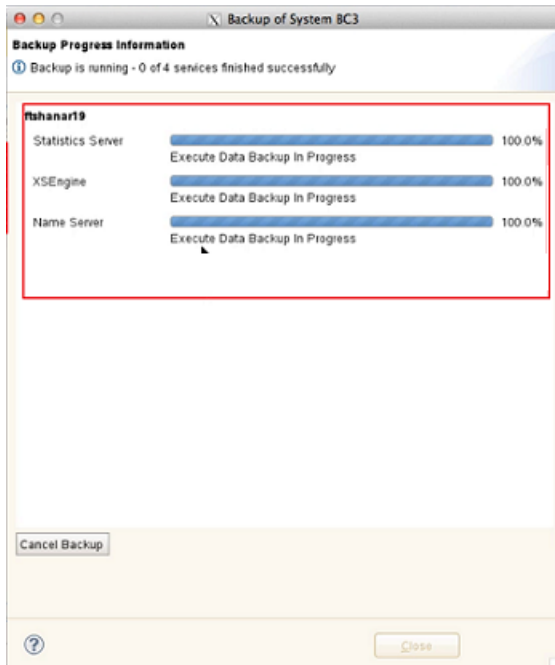 Backup of System BC3
Backup Progress Information
Backup is running - 0 of 4 services finished successfully
ftshanar19
Statistics Server 100.0%
Execute Data Backup In Progress
XSEngine 100.0%
Execute Data Backup In Progress
Name Server 100.0%
Execute Data Backup In Progress
Cancel Backup
? Close